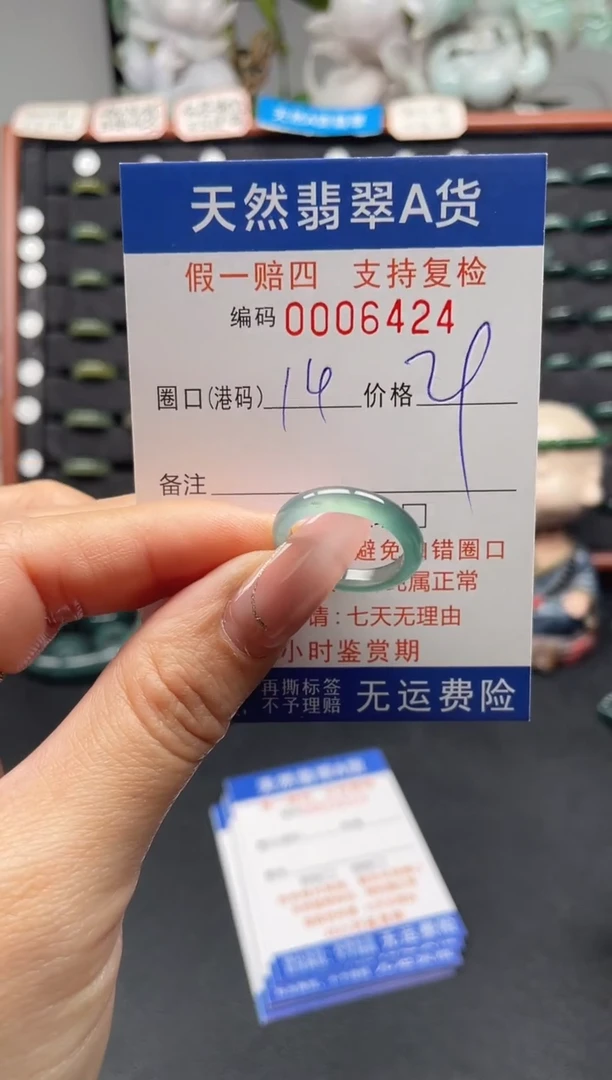 天然翡翠A货
假一赔四 支持复检
编码 0006424
圈口(港码) 14 价格
备注
避免 错圈口
属正常
请:七天无理由
小时鉴赏期
再撕标签
不予理赔
无运费险